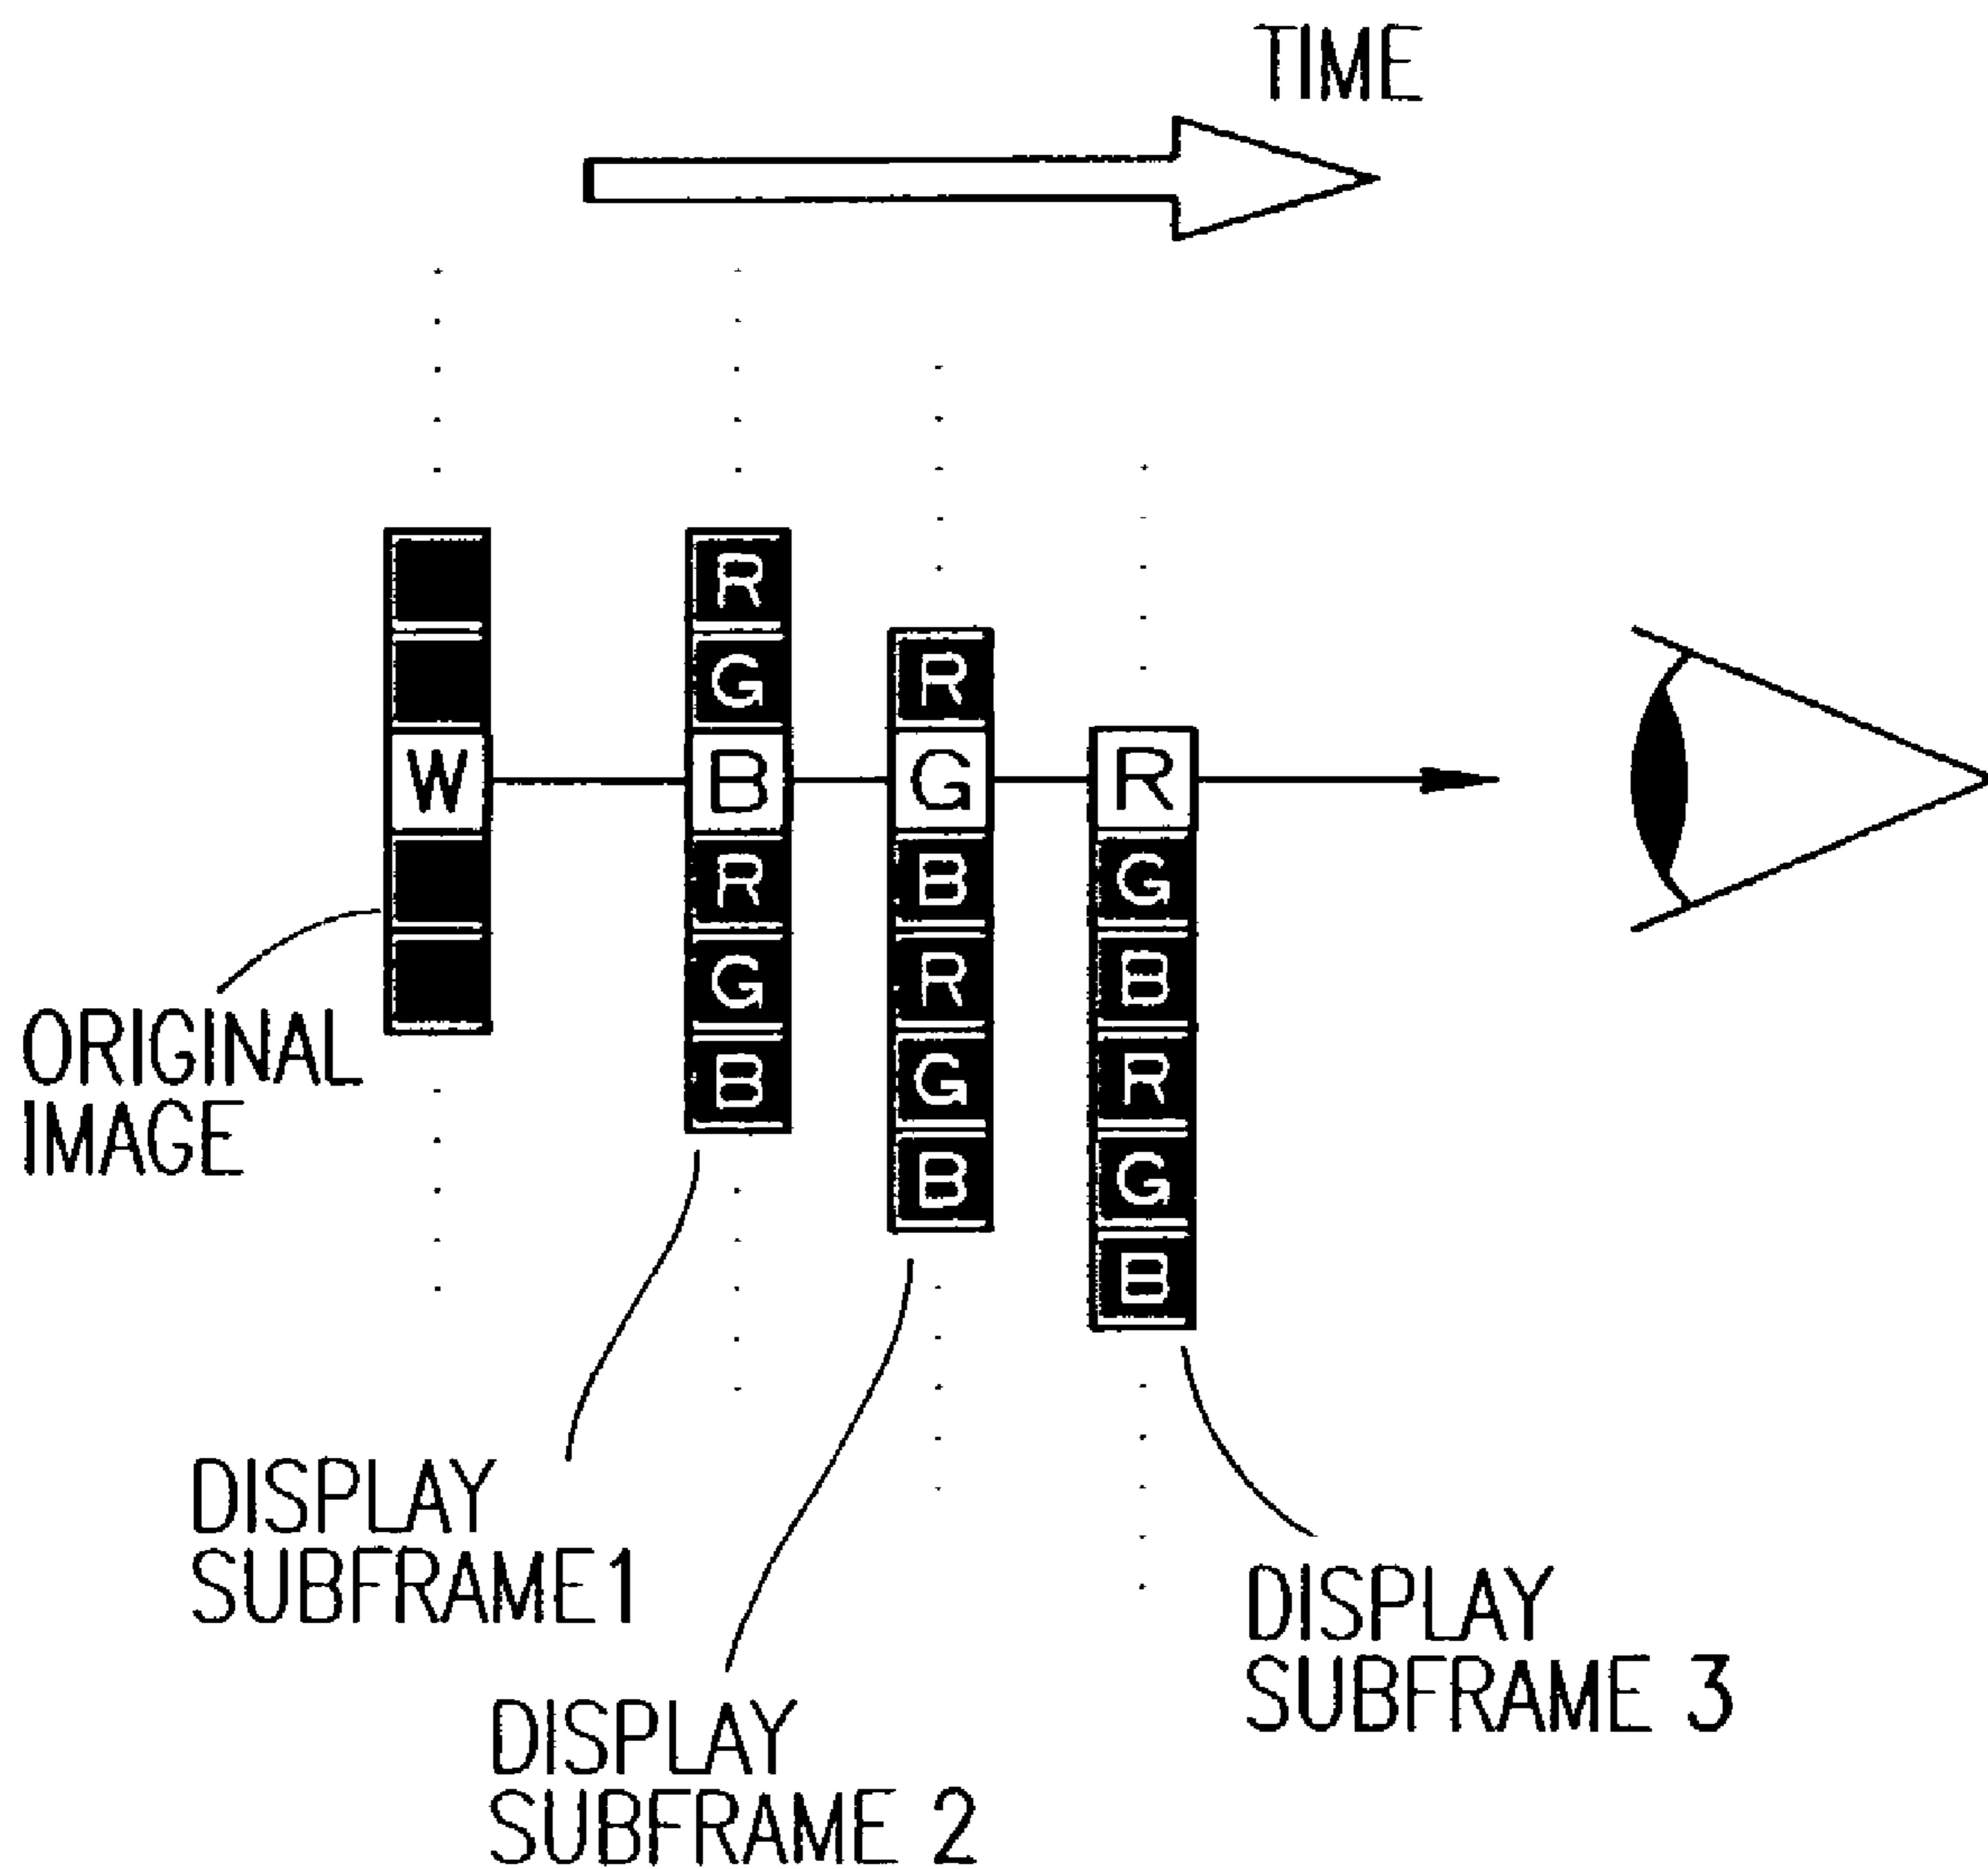 TIME
W
R
G
B
R
G
B
R
G
B
R
G
B
R
G
B
R
G
B
ORIGINAL
IMAGE
DISPLAY
SUBFRAME1
DISPLAY
SUBFRAME 2
DISPLAY
SUBFRAME 3